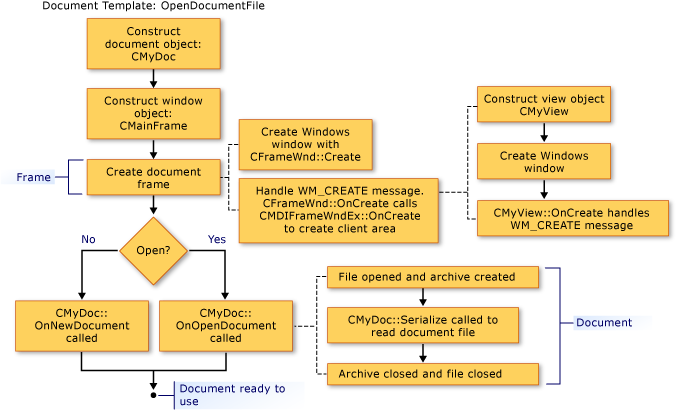 Document Template: OpenDocumentFile
Construct
document object:
CMyDoc
Construct window
object:
CMainFrame
Create document
frame
Frame
Create Windows
window with
CFrameWnd::Create
Handle WM_CREATE message.
CFrameWnd::OnCreate calls
CMDIFrameWndEx::OnCreate
to create client area
Construct view object
CMyView
Create Windows
window
CMyView::OnCreate handles
WM_CREATE message
Open?
No
Yes
CMyDoc::
OnNewDocument
called
CMyDoc::
OnOpenDocument
called
File opened and archive created
CMyDoc::Serialize called to
read document file
Archive closed and file closed
Document
Document ready to
use